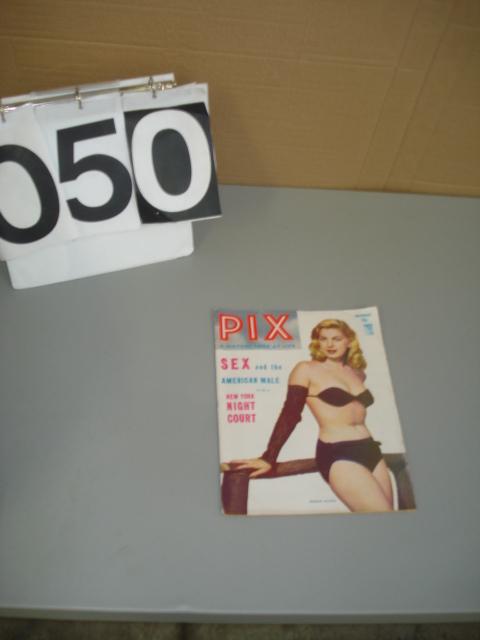 050
PIX
SEX and the
AMERICAN MALE
NEW YORK
NIGHT
COURT